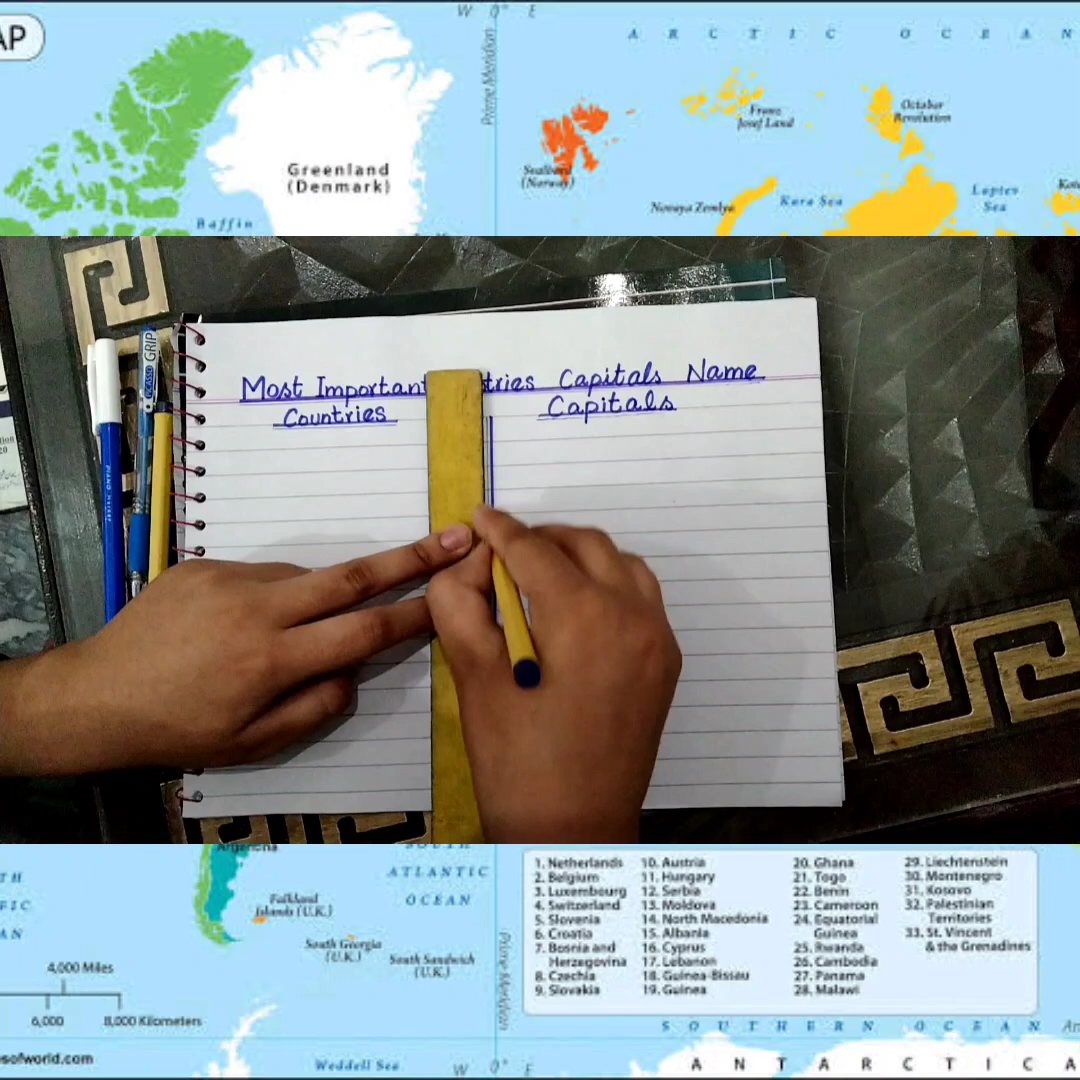 AP
W 0° E
Prime Meridian
A R C T I C O C E A N
Greenland
(Denmark)
Baffin
Franz
Josef Land
October
Revolution
(Norway)
Novaya Zemlya
Kara Sea
Laptev
Sea
GRIP
Most Important tries Capitals Name
Countries Capitals
Argentina
SOUTH
ATLANTIC
OCEAN
TH
FIC
AN
Falkland
Islands (U.K.)
South Georgia
(U.K.)
South Sandwich
(U.K.)
Prime Meridian
4,000 Miles
6,000 8,000 Kilometers
sofworld.com
Weddell Sea
W 0° E
1. Netherlands
2. Belgium
3. Luxembourg
4. Switzerland
5. Slovenia
6. Croatia
7. Bosnia and
Herzegovina
8. Czechia
9. Slovakia
10. Austria
11. Hungary
12. Serbia
13. Moldova
14. North Macedonia
15. Albania
16. Cyprus
17. Lebanon
18. Guinea-Bissau
19. Guinea
20. Ghana
21. Togo
22. Benin
23. Cameroon
24. Equatorial
Guinea
25. Rwanda
26. Cambodia
27. Panama
28. Malawi
29. Liechtenstein
30. Montenegro
31. Kosovo
32. Palestinian
Territories
33. St. Vincent
& the Grenadines
S O U T H E R N O C E A N
A N T A R C T I C A